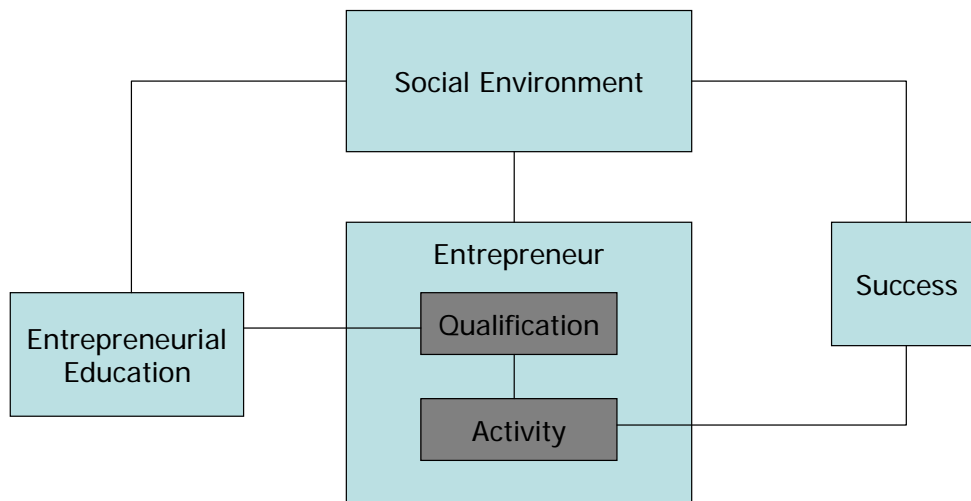 Social Environment
Entrepreneur
Success
Qualification
Entrepreneurial
Education
Activity